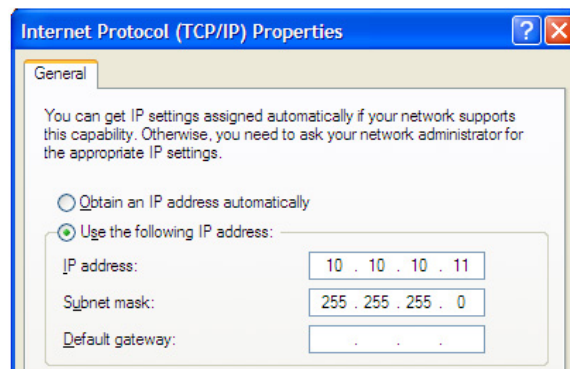 Internet Protocol (TCP/IP) Properties
General
You can get IP settings assigned automatically if your network supports
this capability. Otherwise, you need to ask your network administrator for
the appropriate IP settings.
Obtain an IP address automatically
Use the following IP address:
IP address: 10 . 10 . 10 . 11
Subnet mask: 255 . 255 . 255 . 0
Default gateway: . . .